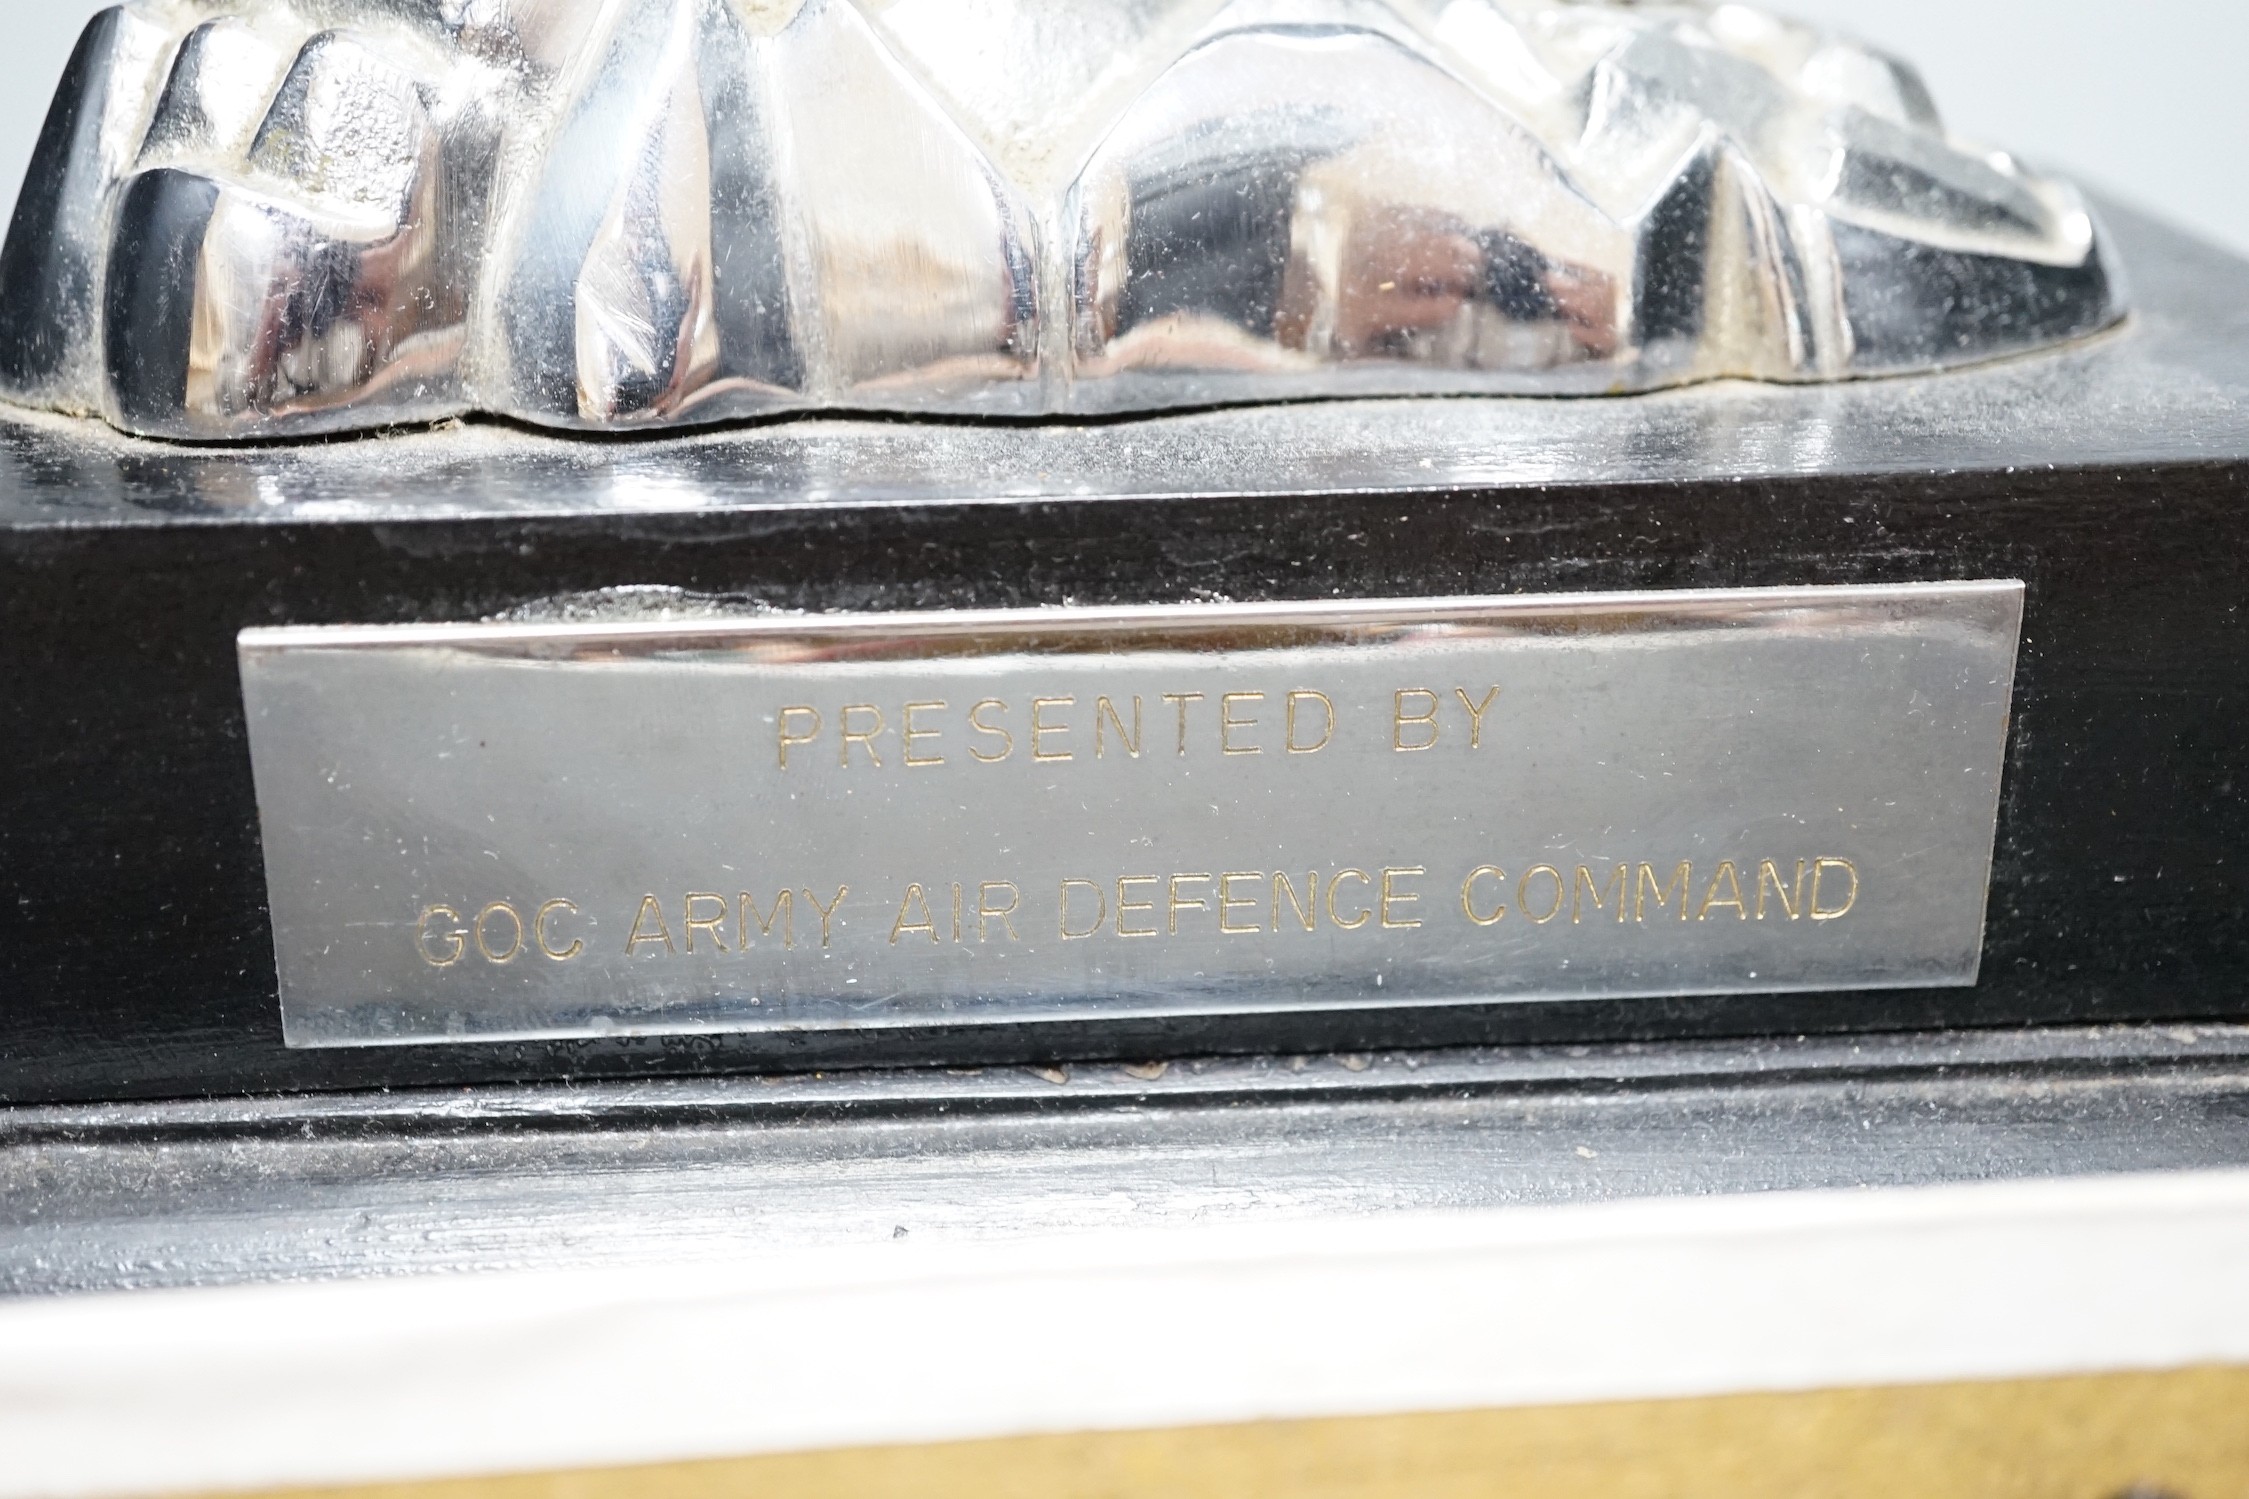 PRESENTED BY
GOC ARMY AIR DEFENCE COMMAND